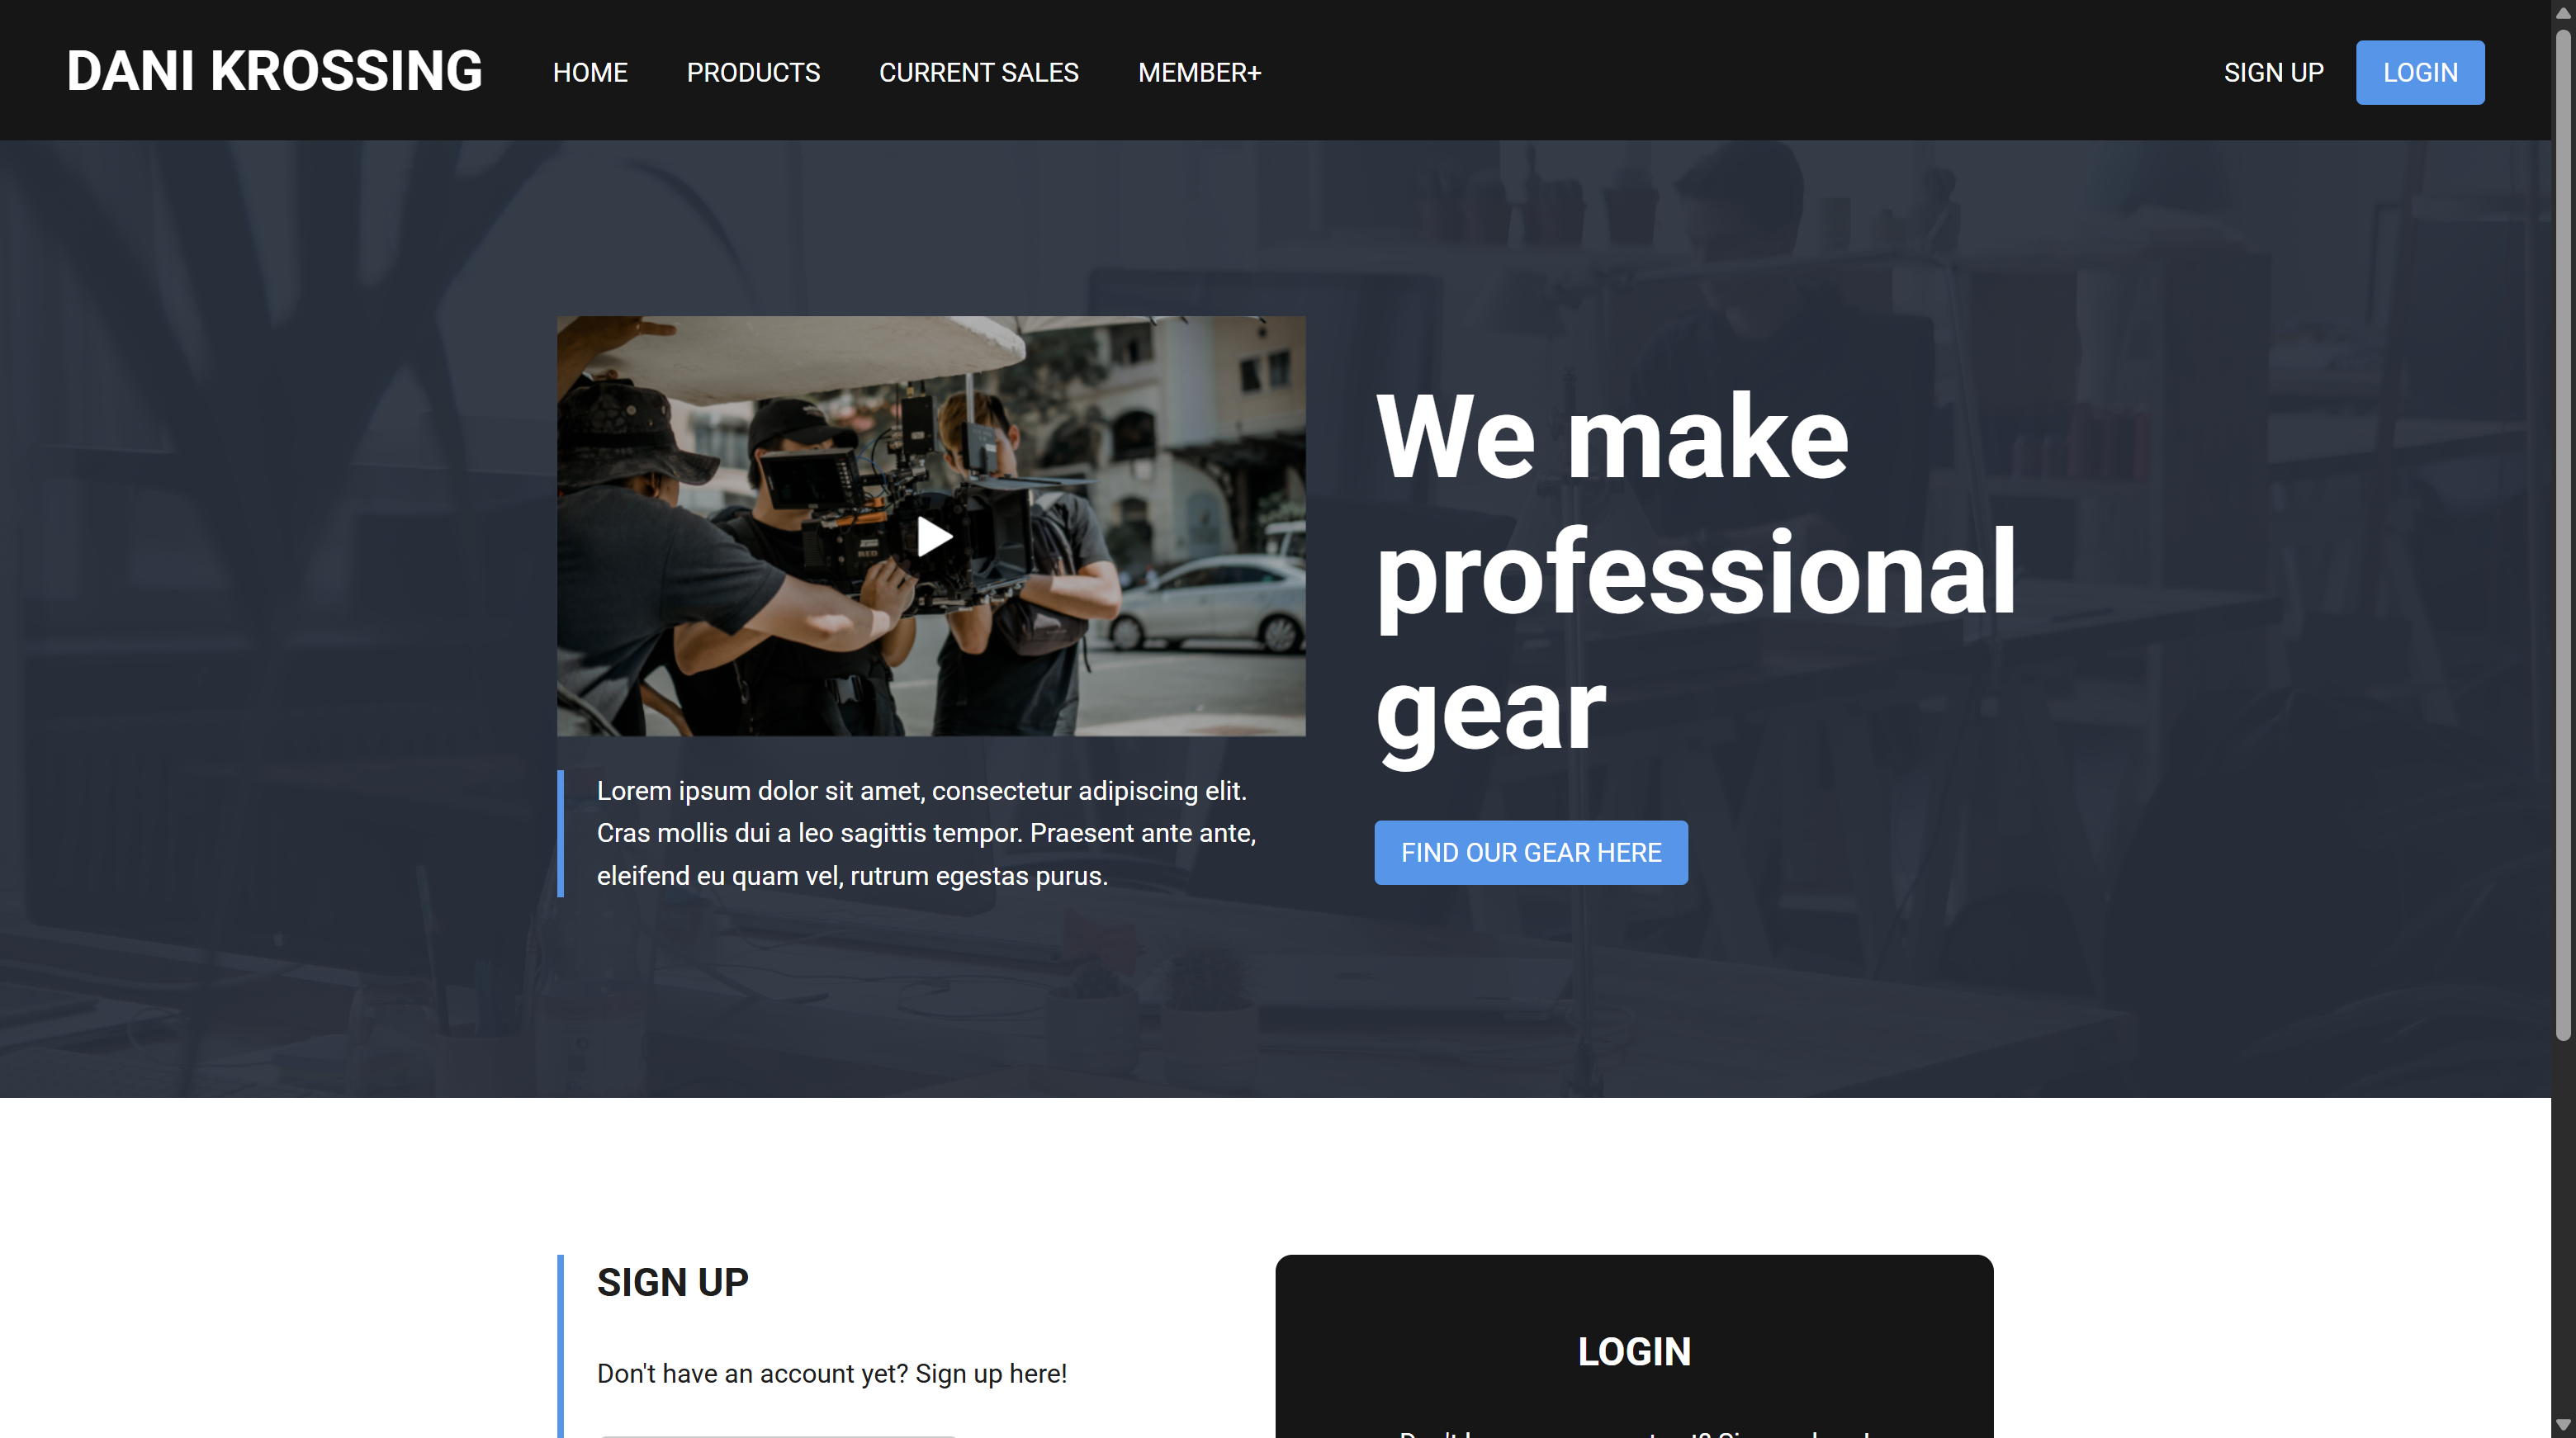 DANI KROSSING
HOME PRODUCTS CURRENT SALES MEMBER+
SIGN UP LOGIN
RED
Lorem ipsum dolor sit amet, consectetur adipiscing elit.
Cras mollis dui a leo sagittis tempor. Praesent ante ante,
eleifend eu quam vel, rutrum egestas purus.
We make
professional
gear
FIND OUR GEAR HERE
SIGN UP
Don't have an account yet? Sign up here!
LOGIN